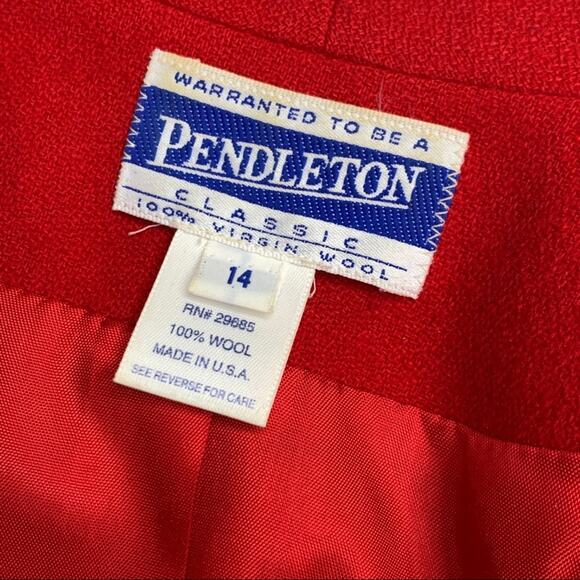 WARRANTED TO BE A
PENDLETON
CLASSIC
100% VIRGIN WOOL
14
RN# 29685
100% WOOL
MADE IN U.S.A.
SEE REVERSE FOR CARE